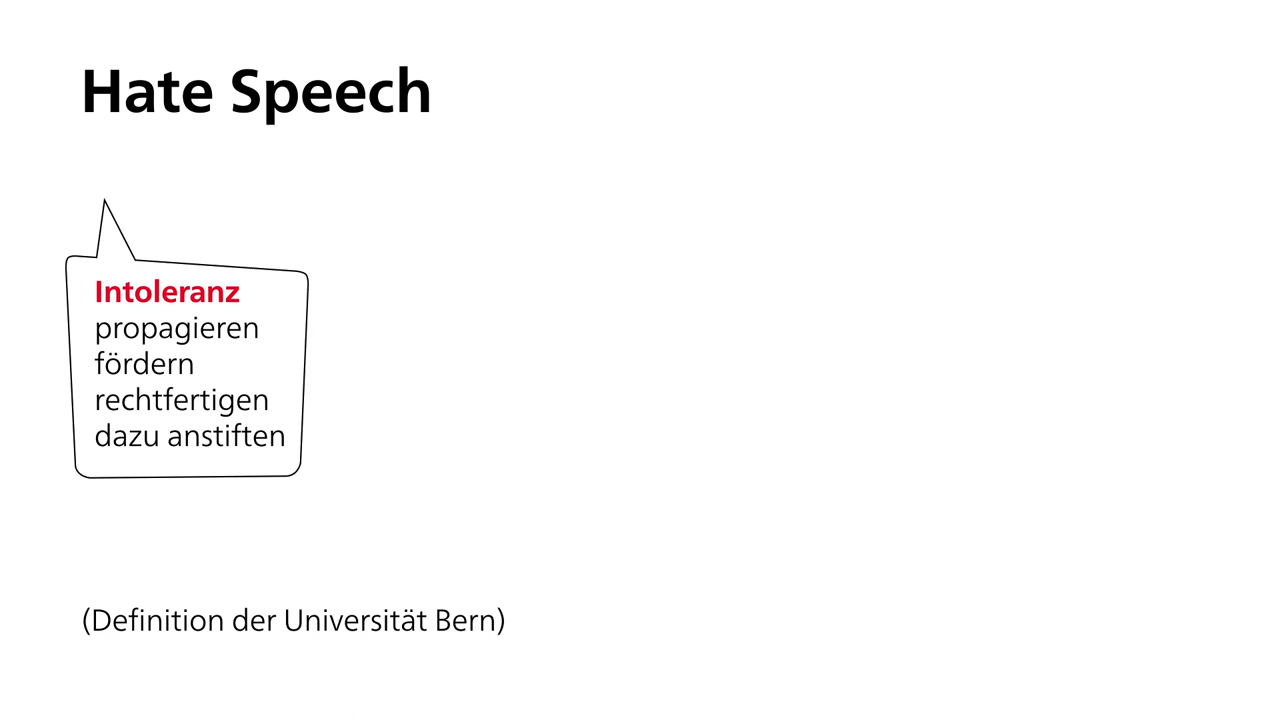 Hate Speech
Intoleranz
propagieren
fördern
rechtfertigen
dazu anstiften
(Definition der Universität Bern)